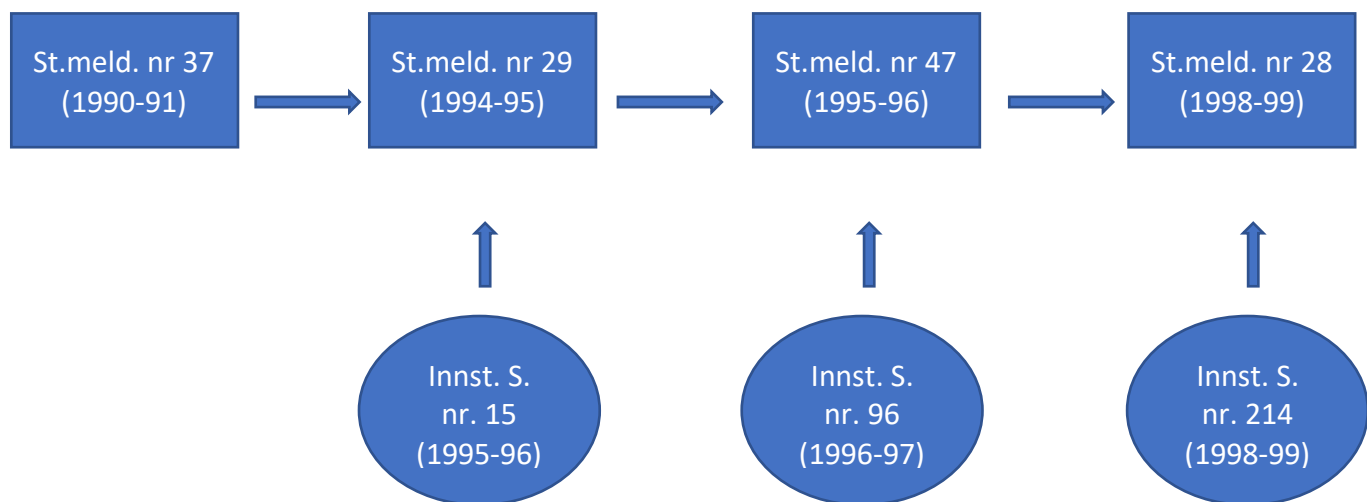 St.meld. nr 37
(1990-91)
St.meld. nr 29
(1994-95)
St.meld. nr 47
(1995-96)
St.meld. nr 28
(1998-99)
Innst. S.
nr. 15
(1995-96)
Innst. S.
nr. 96
(1996-97)
Innst. S.
nr. 214
(1998-99)